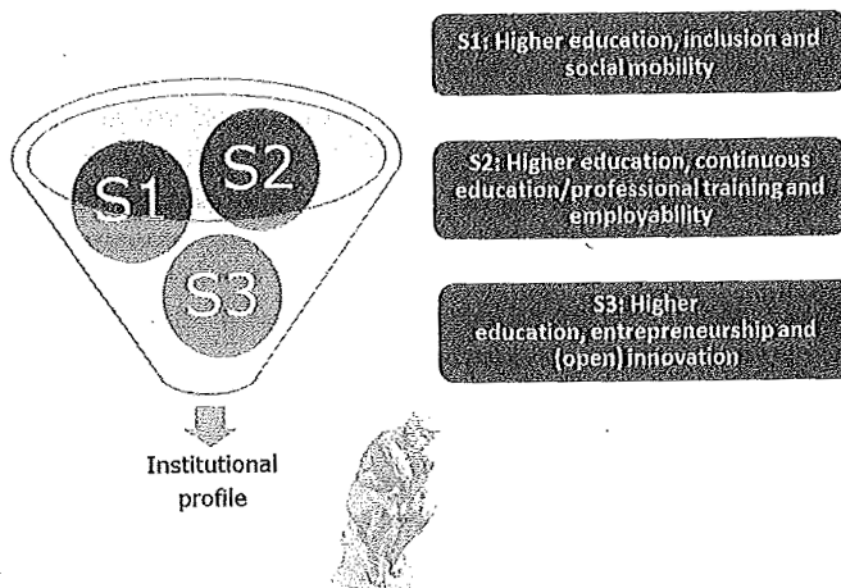 S1: Higher education, inclusion and
social mobility
S1
S2
S3
S2: Higher education, continuous
education/professional training and
employability
S3: Higher
education, entrepreneurship and
(open) innovation
Institutional
profile